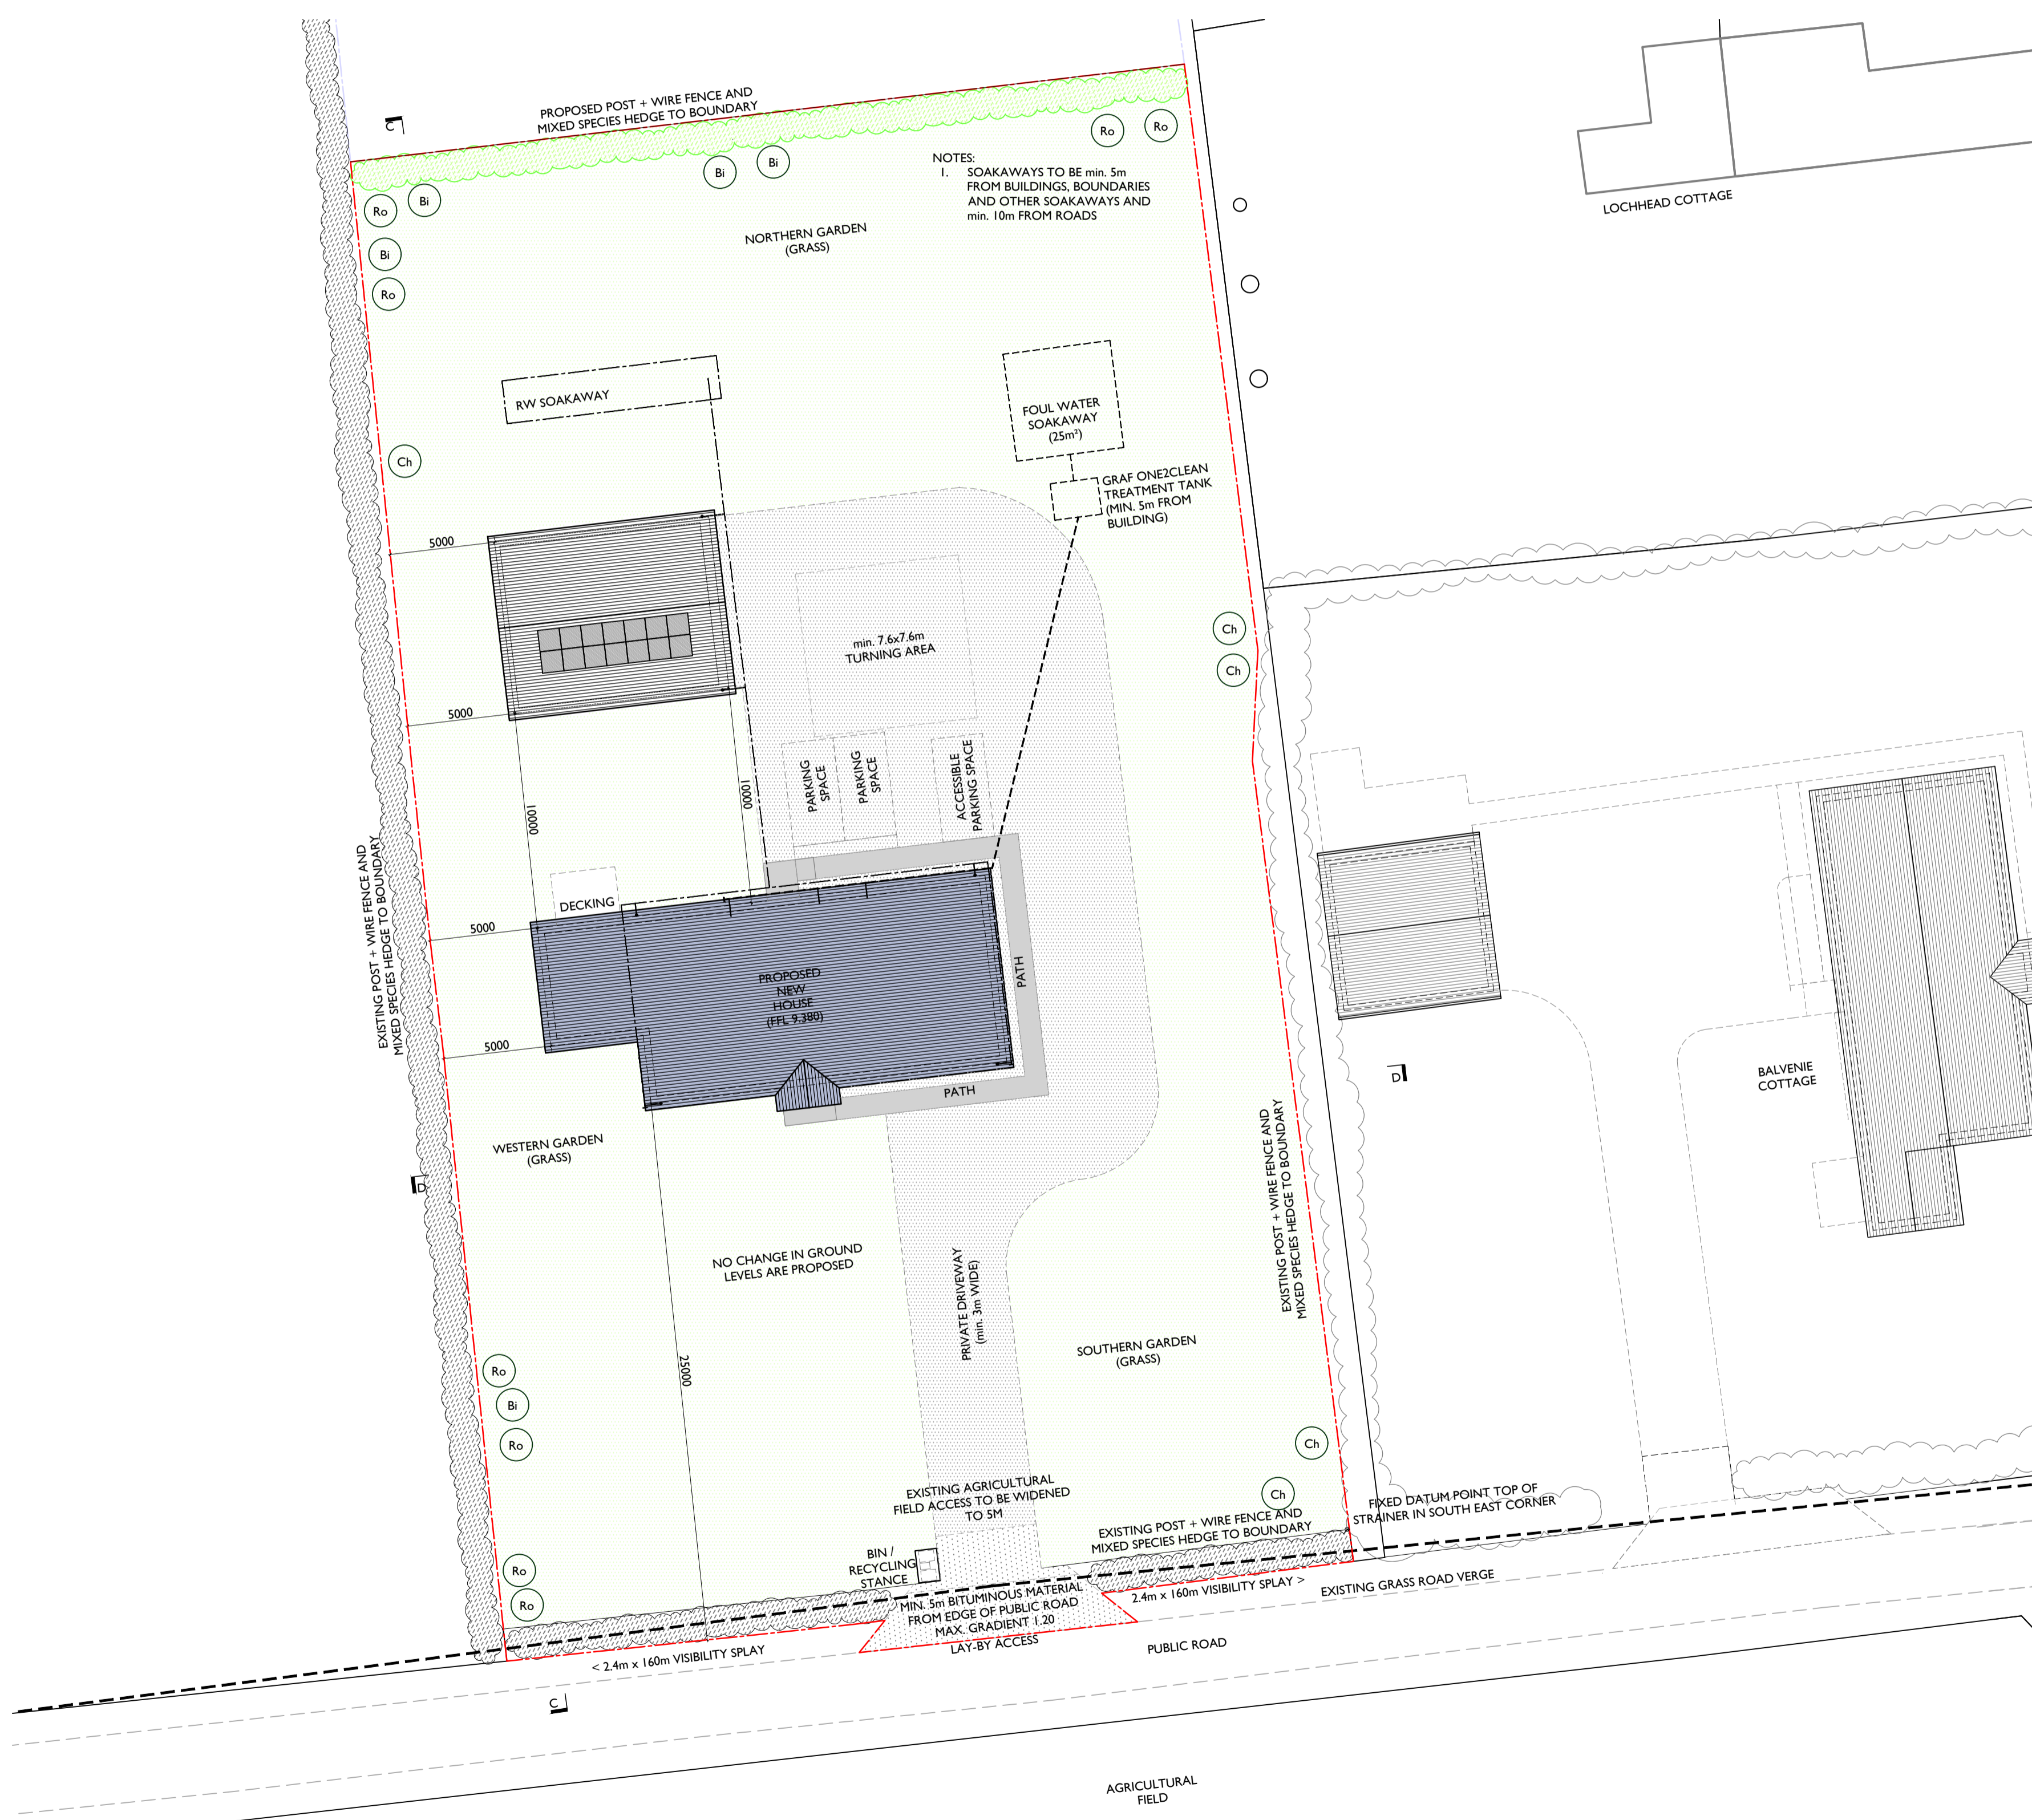 C
PROPOSED POST + WIRE FENCE AND
MIXED SPECIES HEDGE TO BOUNDARY
Ro
Ro
Bi
Bi
NOTES:
1. SOAKAWAYS TO BE min. 5m
FROM BUILDINGS, BOUNDARIES
AND OTHER SOAKAWAYS AND
min. 10m FROM ROADS
LOCHHEAD COTTAGE
Ro
Bi
Bi
Ro
NORTHERN GARDEN
(GRASS)
RW SOAKAWAY
FOUL WATER
SOAKAWAY
(25m²)
Ch
GRAF ONE2CLEAN
TREATMENT TANK
(MIN. 5m FROM
BUILDING)
5000
min. 7.6x7.6m
TURNING AREA
Ch
Ch
5000
10000
10000
PARKING
SPACE
PARKING
SPACE
ACCESSIBLE
PARKING SPACE
EXISTING POST + WIRE FENCE AND
MIXED SPECIES HEDGE TO BOUNDARY
DECKING
5000
PROPOSED
NEW
HOUSE
(FFL 9.380)
PATH
5000
PATH
D
BALVENIE
COTTAGE
WESTERN GARDEN
(GRASS)
D
EXISTING POST + WIRE FENCE AND
MIXED SPECIES HEDGE TO BOUNDARY
NO CHANGE IN GROUND
LEVELS ARE PROPOSED
PRIVATE DRIVEWAY
(min. 3m WIDE)
SOUTHERN GARDEN
(GRASS)
25000
Ro
Bi
Ro
Ch
Ch
EXISTING AGRICULTURAL
FIELD ACCESS TO BE WIDENED
TO 5M
FIXED DATUM POINT TOP OF
STRAINER IN SOUTH EAST CORNER
EXISTING POST + WIRE FENCE AND
MIXED SPECIES HEDGE TO BOUNDARY
BIN /
RECYCLING
STANCE
Ro
Ro
MIN. 5m BITUMINOUS MATERIAL
FROM EDGE OF PUBLIC ROAD
MAX. GRADIENT 1.20
LAY-BY ACCESS
2.4m x 160m VISIBILITY SPLAY >
EXISTING GRASS ROAD VERGE
< 2.4m x 160m VISIBILITY SPLAY
PUBLIC ROAD
C
AGRICULTURAL
FIELD